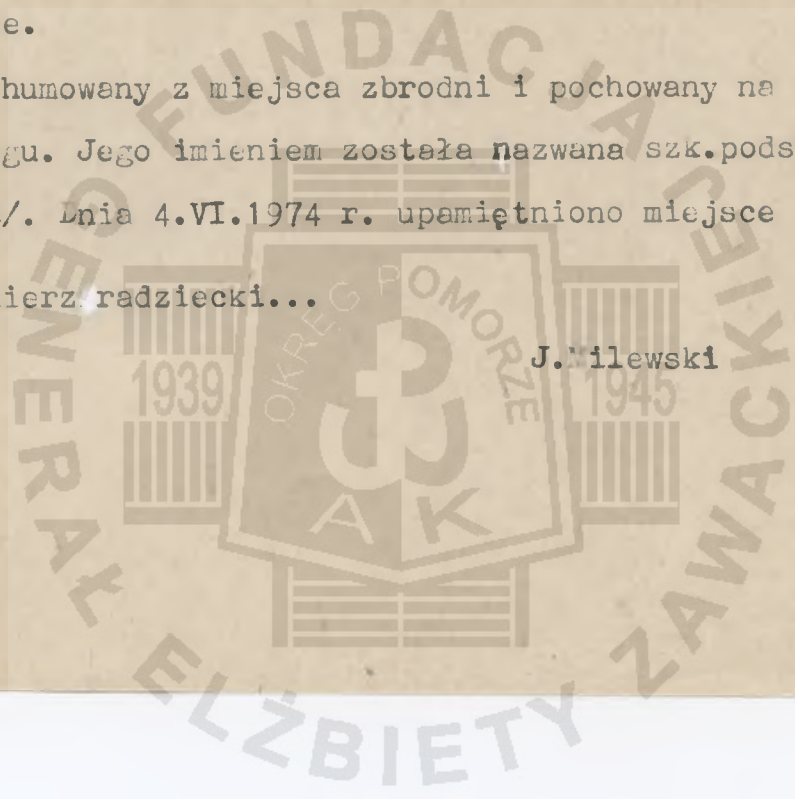 e.
humowany z miejsca zbrodni i pochowany na
gu. Jego imieniem została nazwana szk.pods
/. Dnia 4.VI.1974 r. upamiętniono miejsce
ierz radziecki...
J.Milewski
FUNDACJA GENERAŁ ELŻBIETY ZAWACKIEJ
OKRĘG POMORZE
1939
1945
AK